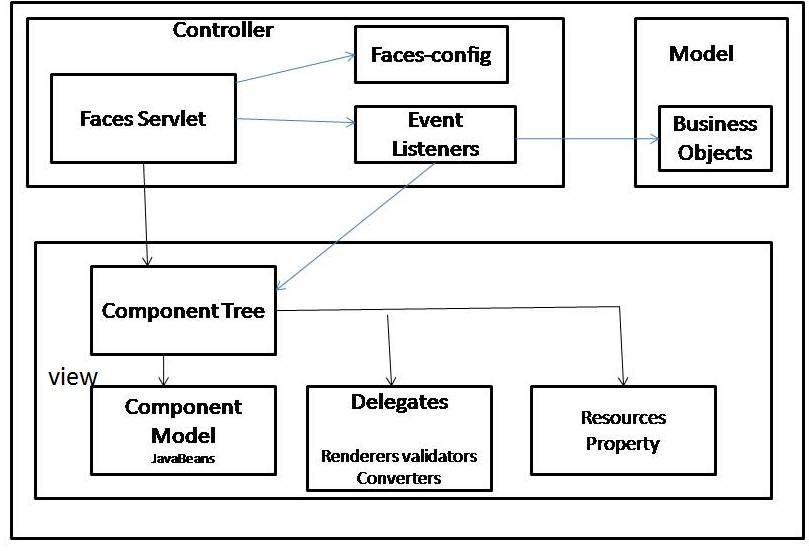 Controller
Faces-config
Model
Faces Servlet
Event
Listeners
Business
Objects
Component Tree
view
Component
Model
JavaBeans
Delegates
Renderers validators
Converters
Resources
Property